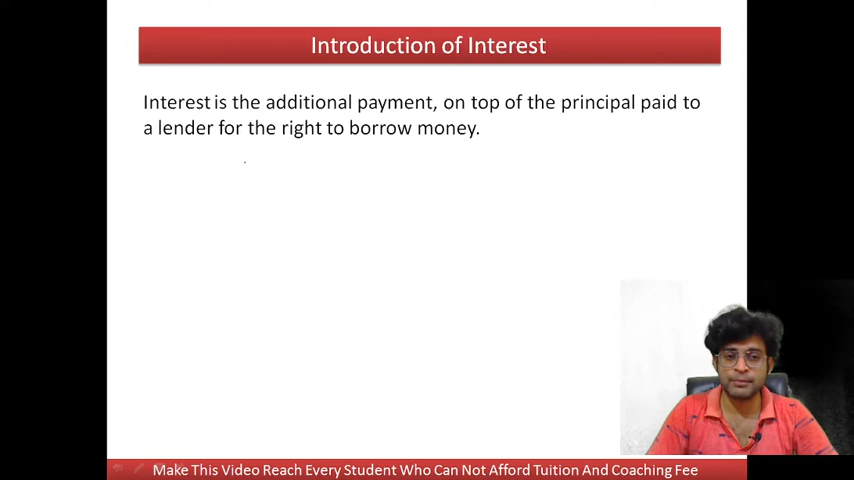 Introduction of Interest
Interest is the additional payment, on top of the principal paid to
a lender for the right to borrow money.
Make This Video Reach Every Student Who Can Not Afford Tuition And Coaching Fee